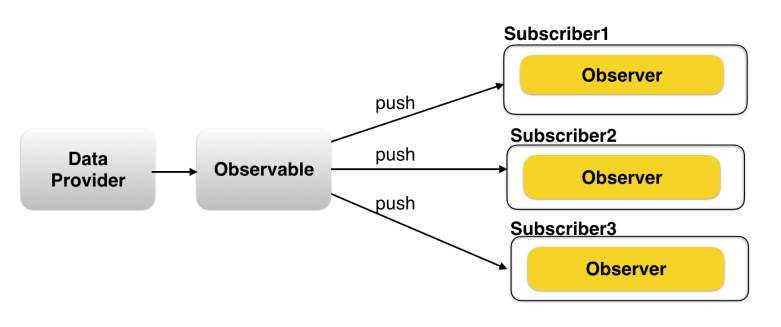 Data
Provider
Observable
push
push
push
Subscriber1
Observer
Subscriber2
Observer
Subscriber3
Observer